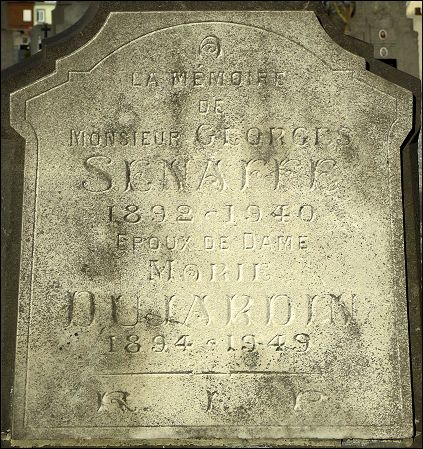 À
LA MÉMOIRE
DE
MONSIEUR GEORGES
SENAFFE
1892-1940
EPOUX DE DAME
MARIE
DUJARDIN
1894-1949
R I P